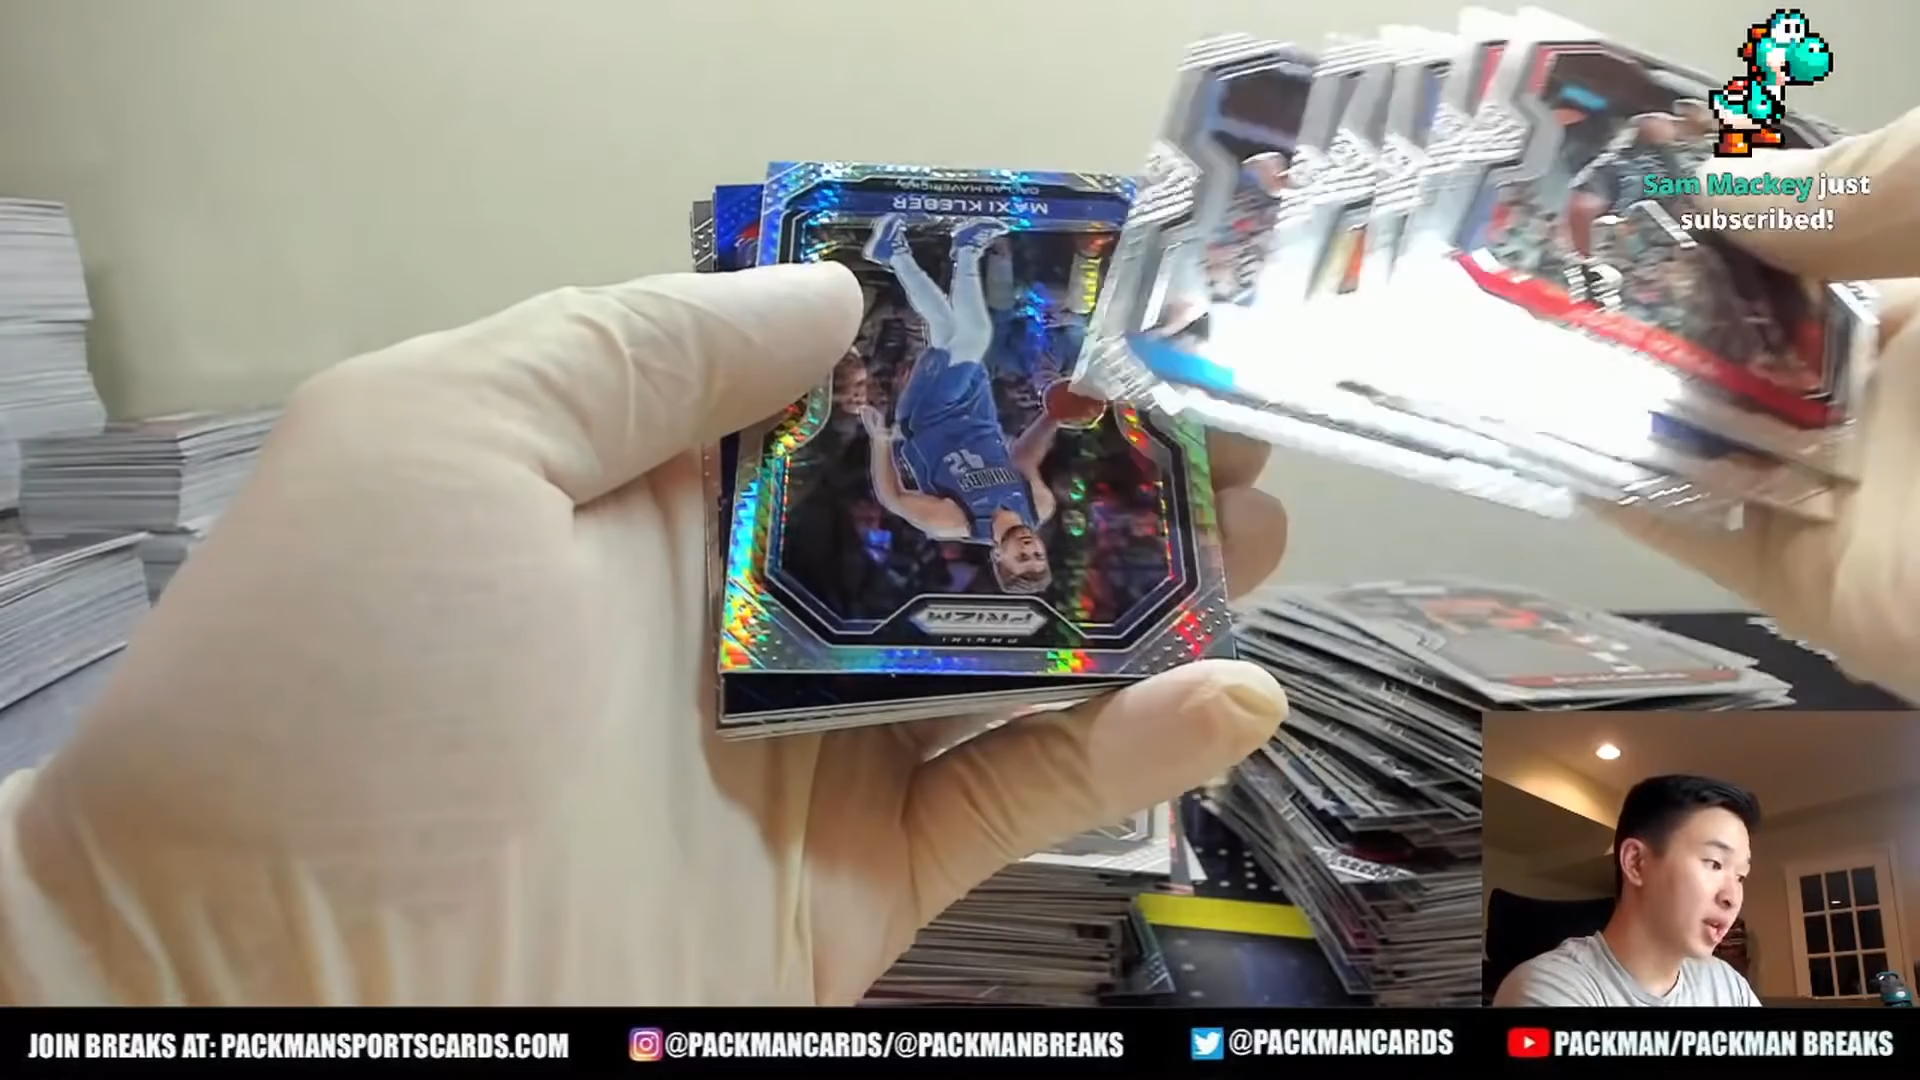 Sam Mackey just
subscribed!
DALLAS MAVERICKS
MAXI KLEBER
42
PRIZM
PANINI
JOIN BREAKS AT: PACKMANSPORTSCARDS.COM
@PACKMANCARDS/@PACKMANBREAKS
@PACKMANCARDS
PACKMAN/PACKMAN BREAKS